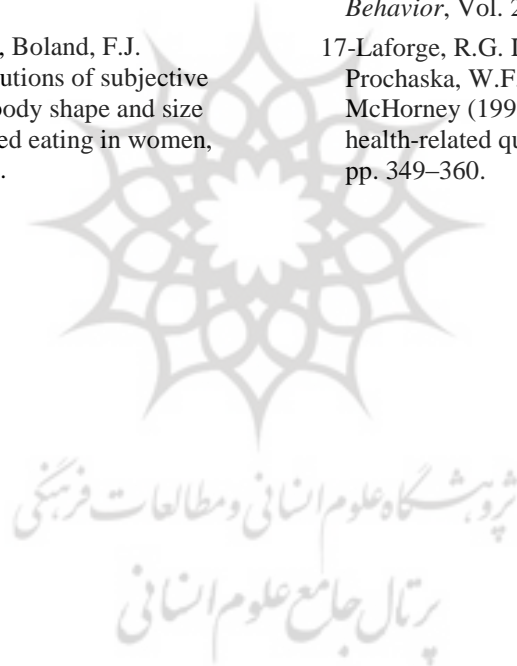 , Boland, F.J.
utions of subjective
body shape and size
ed eating in women,
.
Behavior, Vol. 2
17-Laforge, R.G. 
Prochaska, W.F.
McHorney (199
health-related qu
pp. 349–360.
پژوهشگاه علوم انسانی و مطالعات فرهنگی
پرتال جامع علوم انسانی